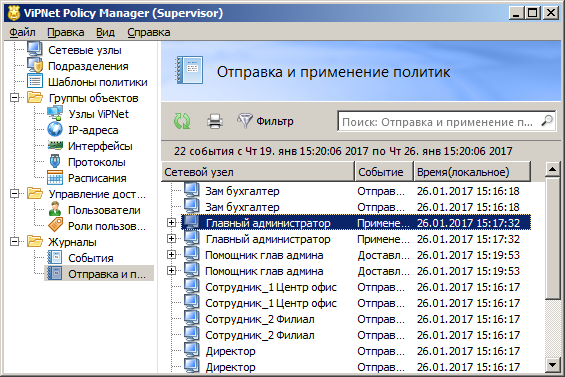 ViPNet Policy Manager (Supervisor)
Файл Правка Вид Справка
Сетевые узлы
Подразделения
Шаблоны политики
Группы объектов
Узлы ViPNet
IP-адреса
Интерфейсы
Протоколы
Расписания
Управление дост...
Пользователи
Роли пользов...
Журналы
События
Отправка и п...
Отправка и применение политик
Фильтр
Поиск: Отправка и применение п
22 события с Чт 19. янв 15:20:06 2017 по Чт 26. янв 15:20:06 2017
Сетевой узел Событие Время(локальное)
Зам бухгалтер Отправ... 26.01.2017 15:16:18
Зам бухгалтер Отправ... 26.01.2017 15:16:18
Главный администратор Примене... 26.01.2017 15:17:32
Главный администратор Примене... 26.01.2017 15:17:32
Помощник глав админа Доставл... 26.01.2017 15:19:53
Помощник глав админа Доставл... 26.01.2017 15:19:53
Сотрудник_1 Центр офис Отправ... 26.01.2017 15:16:17
Сотрудник_1 Центр офис Отправ... 26.01.2017 15:16:17
Сотрудник_2 Филиал Отправ... 26.01.2017 15:16:17
Сотрудник_2 Филиал Отправ... 26.01.2017 15:16:17
Директор Отправ... 26.01.2017 15:16:17
Директор Отправ... 26.01.2017 15:16:17